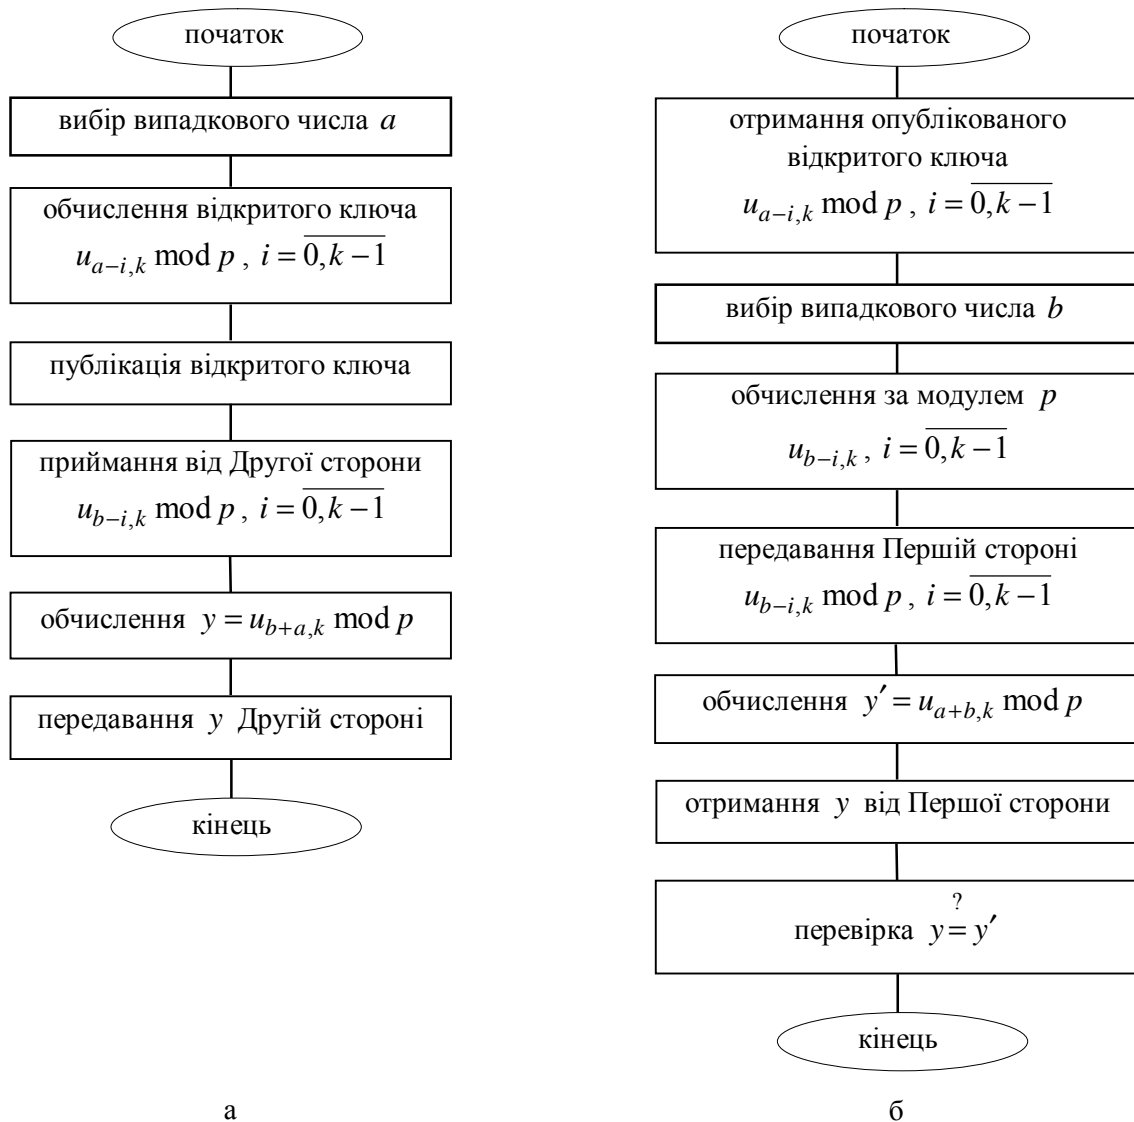 початок
вибір випадкового числа a
обчислення відкритого ключа
u_{a−i,k} mod p , i = \overline{0,k−1}
публікація відкритого ключа
приймання від Другої сторони
u_{b−i,k} mod p , i = \overline{0,k−1}
обчислення y = u_{b+a,k} mod p
передавання y Другій стороні
кінець
а
початок
отримання опублікованого
відкритого ключа
u_{a−i,k} mod p , i = \overline{0,k−1}
вибір випадкового числа b
обчислення за модулем p
u_{b−i,k} , i = \overline{0,k−1}
передавання Першій стороні
u_{b−i,k} mod p , i = \overline{0,k−1}
обчислення y′ = u_{a+b,k} mod p
отримання y від Першої сторони
?
перевірка y = y′
кінець
б